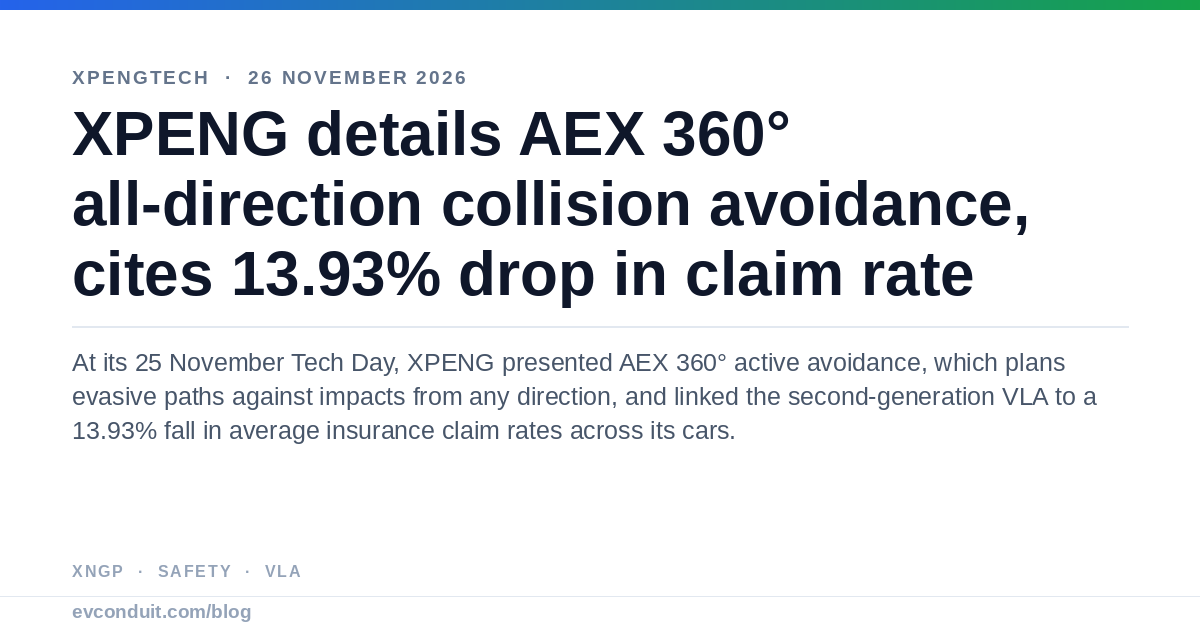 XPENGTECH · 26 NOVEMBER 2026
XPENG details AEX 360°
all-direction collision avoidance,
cites 13.93% drop in claim rate
At its 25 November Tech Day, XPENG presented AEX 360° active avoidance, which plans
evasive paths against impacts from any direction, and linked the second-generation VLA to a
13.93% fall in average insurance claim rates across its cars.
XNGP · SAFETY · VLA
evconduit.com/blog